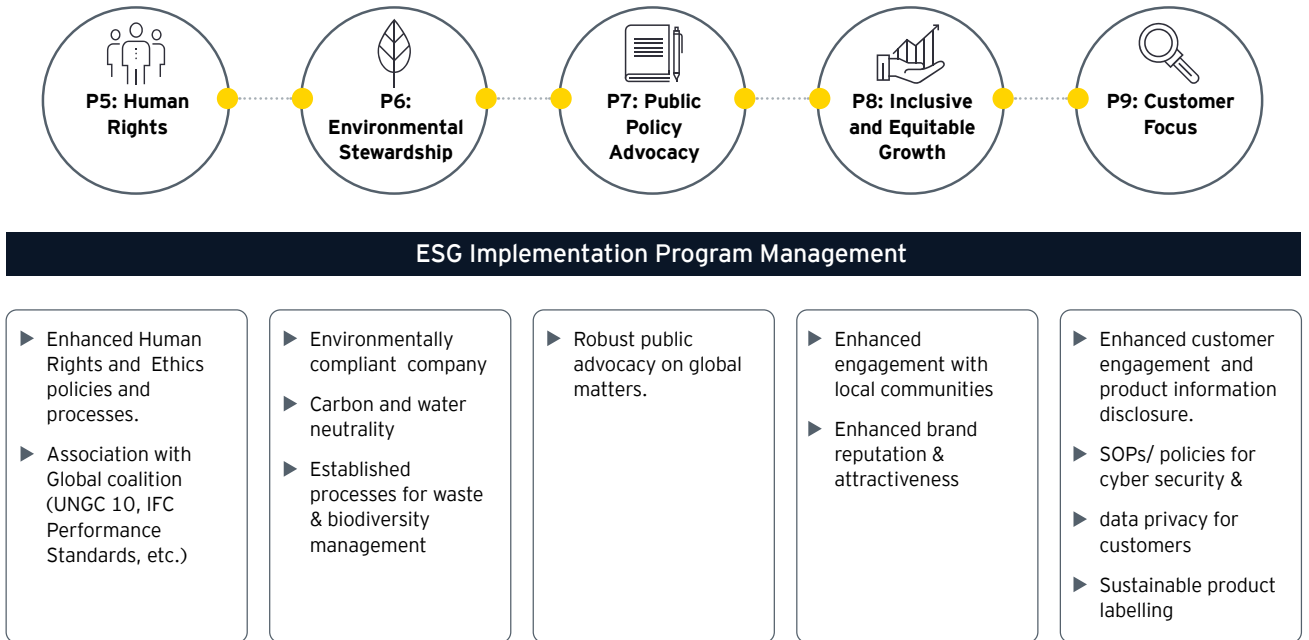 P5: Human
Rights
P6:
Environmental
Stewardship
P7: Public
Policy
Advocacy
P8: Inclusive
and Equitable
Growth
P9: Customer
Focus
ESG Implementation Program Management
Enhanced Human
Rights and Ethics
policies and
processes.
Association with
Global coalition
(UNGC 10, IFC
Performance
Standards, etc.)
Environmentally
compliant company
Carbon and water
neutrality
Established
processes for waste
& biodiversity
management
Robust public
advocacy on global
matters.
Enhanced
engagement with
local communities
Enhanced brand
reputation &
attractiveness
Enhanced customer
engagement and
product information
disclosure.
SOPs/ policies for
cyber security &
data privacy for
customers
Sustainable product
labelling